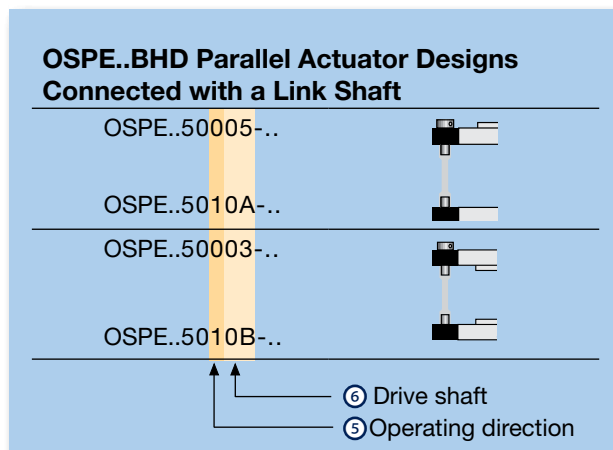 OSPE..BHD Parallel Actuator Designs
Connected with a Link Shaft
OSPE..50005-..
OSPE..5010A-..
OSPE..50003-..
OSPE..5010B-..
⑥ Drive shaft
⑤ Operating direction